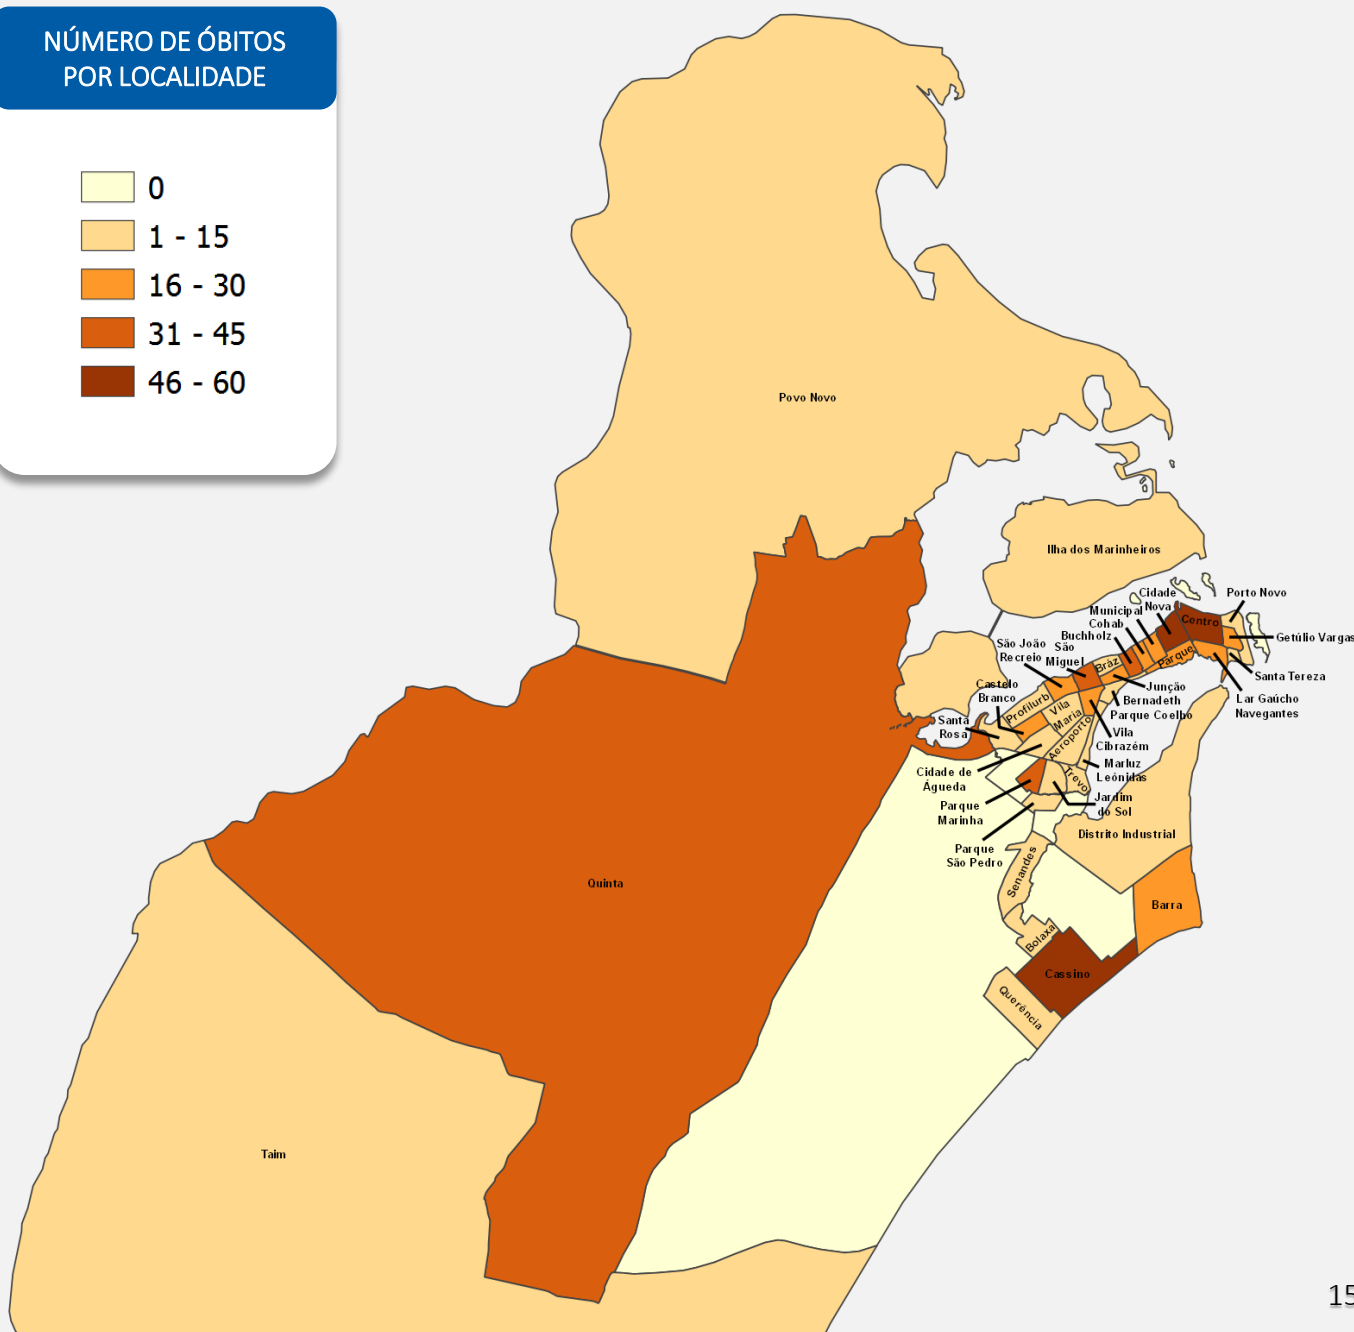 NÚMERO DE ÓBITOS
POR LOCALIDADE
0
1 - 15
16 - 30
31 - 45
46 - 60
Povo Novo
Ilha dos Marinheiros
Cidade
Nova
Porto Novo
Municipal
Cohab
Centro
Buchholz
Getúlio Vargas
São João
Recreio
São
Miguel
Bráz
Parque
Santa Tereza
Castelo
Branco
Junção
Bernadeth
Parque Coelho
Lar Gaúcho
Navegantes
Profilurb
Vila
Maria
Santa
Rosa
Aeroporto
Vila
Cibrazém
Cidade de
Águeda
Marluz
Leónidas
Trevo
Parque
Marinha
Jardim
do Sol
Distrito Industrial
Parque
São Pedro
Senandes
Quinta
Barra
Bolaxa
Cassino
Querência
Taim
15